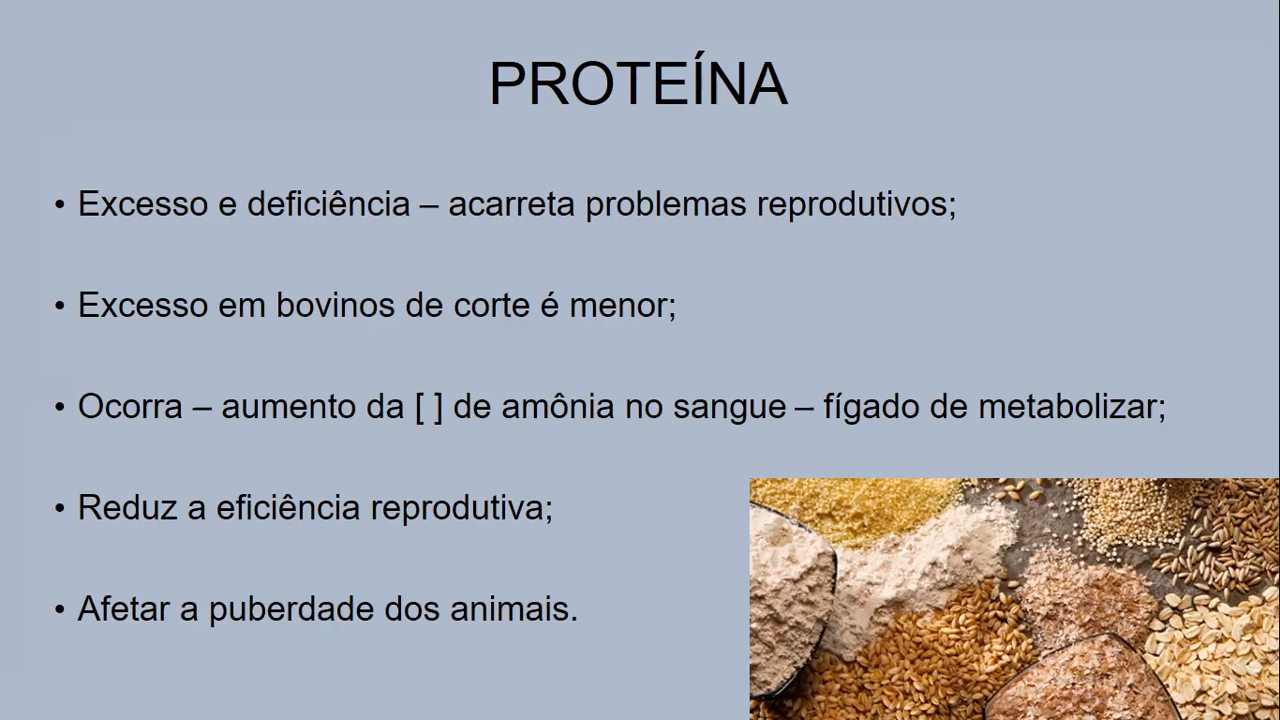 PROTEÍNA
• Excesso e deficiência – acarreta problemas reprodutivos;
• Excesso em bovinos de corte é menor;
• Ocorra – aumento da [ ] de amônia no sangue – fígado de metabolizar;
• Reduz a eficiência reprodutiva;
• Afetar a puberdade dos animais.